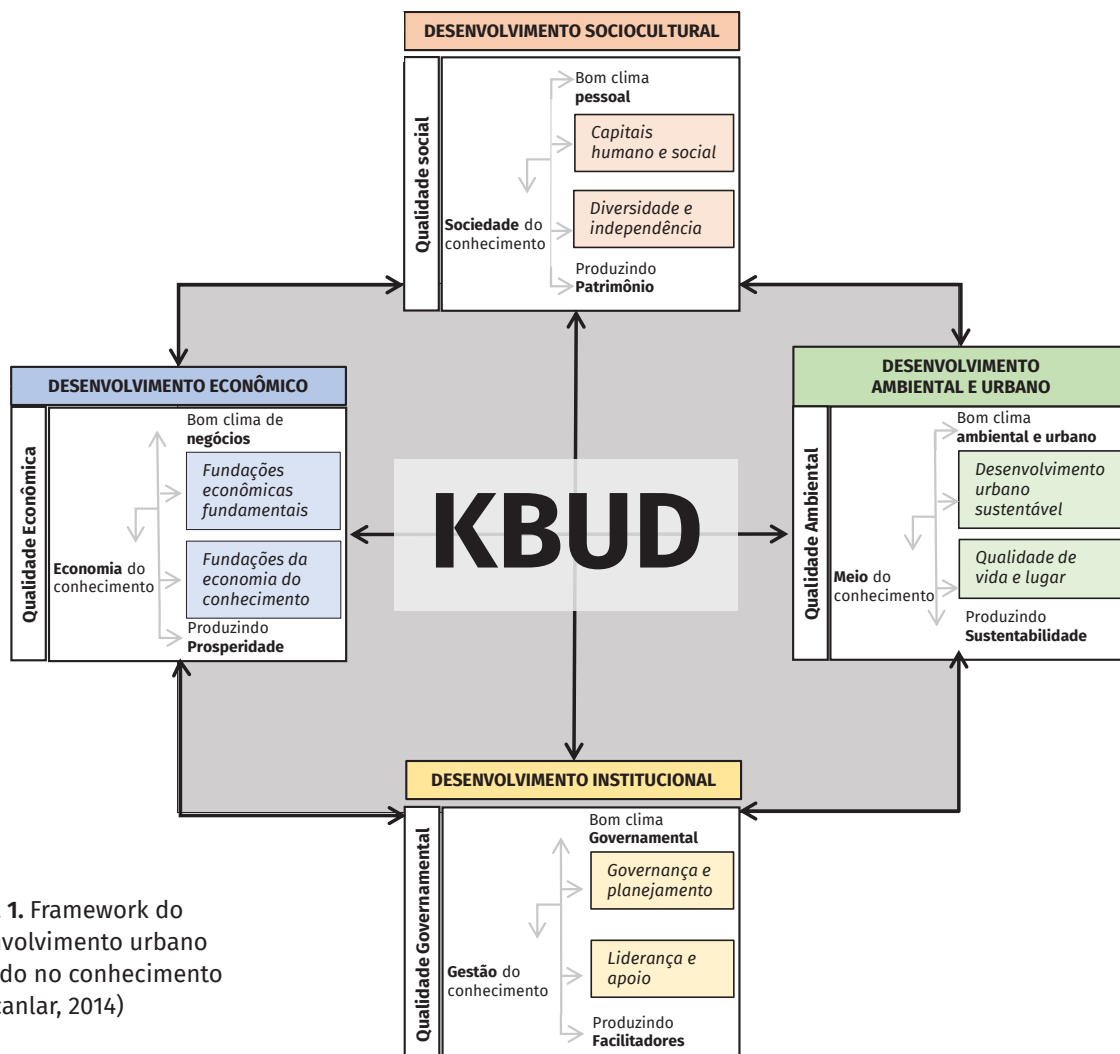 DESENVOLVIMENTO SOCIOCULTURAL
Qualidade social
Bom clima
pessoal
Capitais
humano e social
Diversidade e
independência
Sociedade do
conhecimento
Produzindo
Patrimônio
DESENVOLVIMENTO ECONÔMICO
Qualidade Econômica
Bom clima de
negócios
Fundações
econômicas
fundamentais
Fundações da
economia do
conhecimento
Economia do
conhecimento
Produzindo
Prosperidade
KBUD
DESENVOLVIMENTO
AMBIENTAL E URBANO
Qualidade Ambiental
Bom clima
ambiental e urbano
Desenvolvimento
urbano
sustentável
Qualidade de
vida e lugar
Meio do
conhecimento
Produzindo
Sustentabilidade
DESENVOLVIMENTO INSTITUCIONAL
Qualidade Governamental
Bom clima
Governamental
Governança e
planejamento
Liderança e
apoio
Gestão do
conhecimento
Produzindo
Facilitadores
1. Framework do
nvolvimento urbano
do no conhecimento
canlar, 2014)